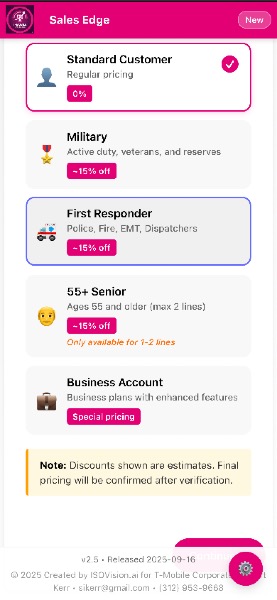 Sales Edge
New
Standard Customer
Regular pricing
0%
Military
Active duty, veterans, and reserves
~15% off
First Responder
Police, Fire, EMT, Dispatchers
~15% off
55+ Senior
Ages 55 and older (max 2 lines)
~15% off
Only available for 1-2 lines
Business Account
Business plans with enhanced features
Special pricing
Note: Discounts shown are estimates. Final
pricing will be confirmed after verification.
v2.5 • Released 2025-09-16
© 2025 Created by ISOVision.ai for T-Mobile Corporate
Kerr • sikerr@gmail.com • (312) 953-9668